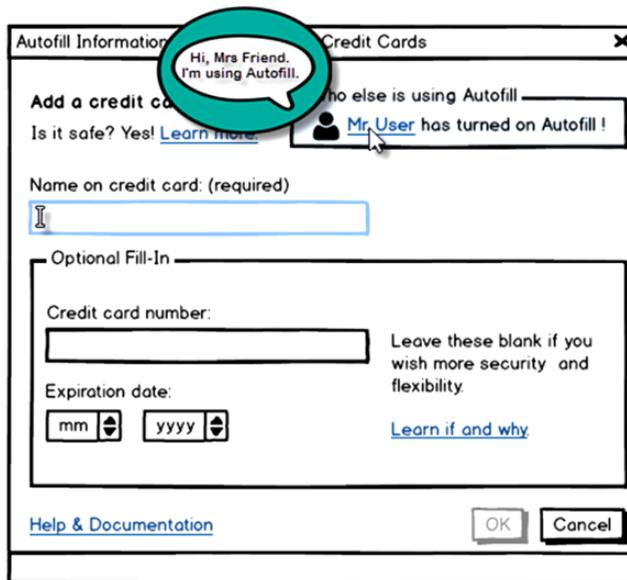 Autofill Information
Credit Cards
Hi, Mrs Friend.
I'm using Autofill.
Add a credit
ho else is using Autofill
Is it safe? Yes! Learn more.
Mr User has turned on Autofill !
Name on credit card: (required)
Optional Fill-In
Credit card number:
Leave these blank if you
wish more security and
flexibility.
Expiration date:
mm
yyyy
Learn if and why.
Help & Documentation
OK
Cancel